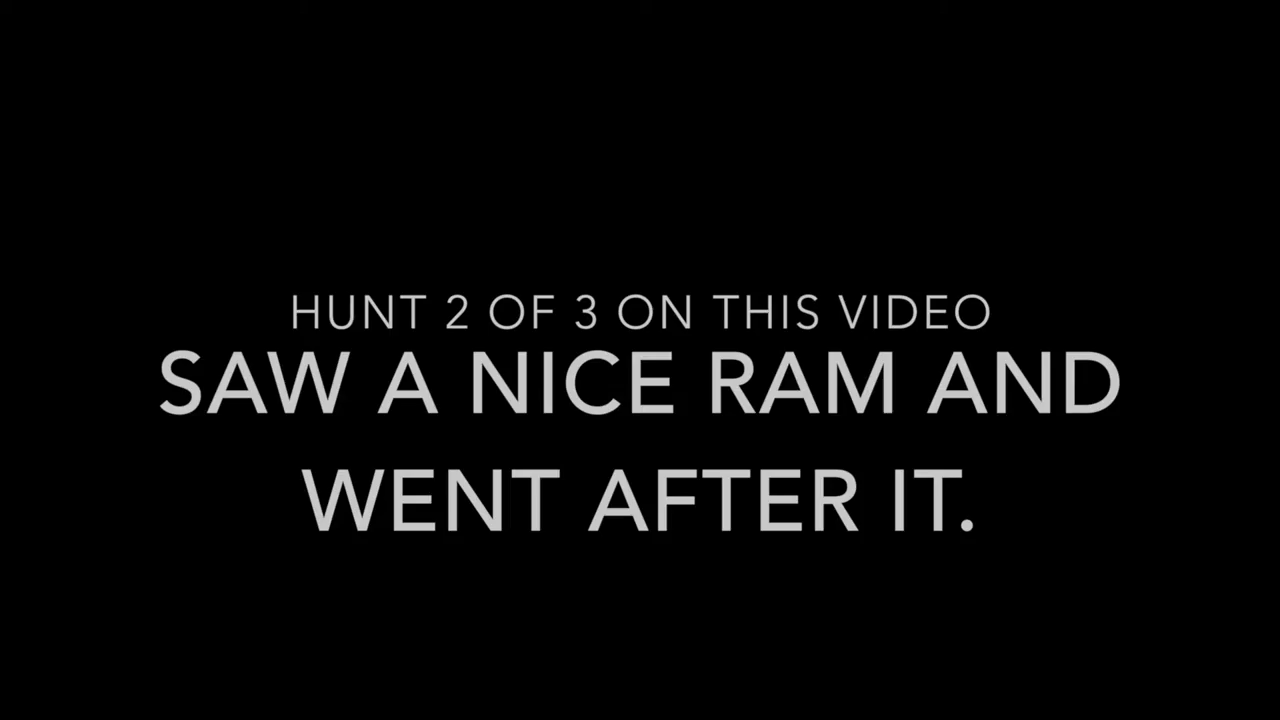 HUNT 2 OF 3 ON THIS VIDEO
SAW A NICE RAM AND
WENT AFTER IT.